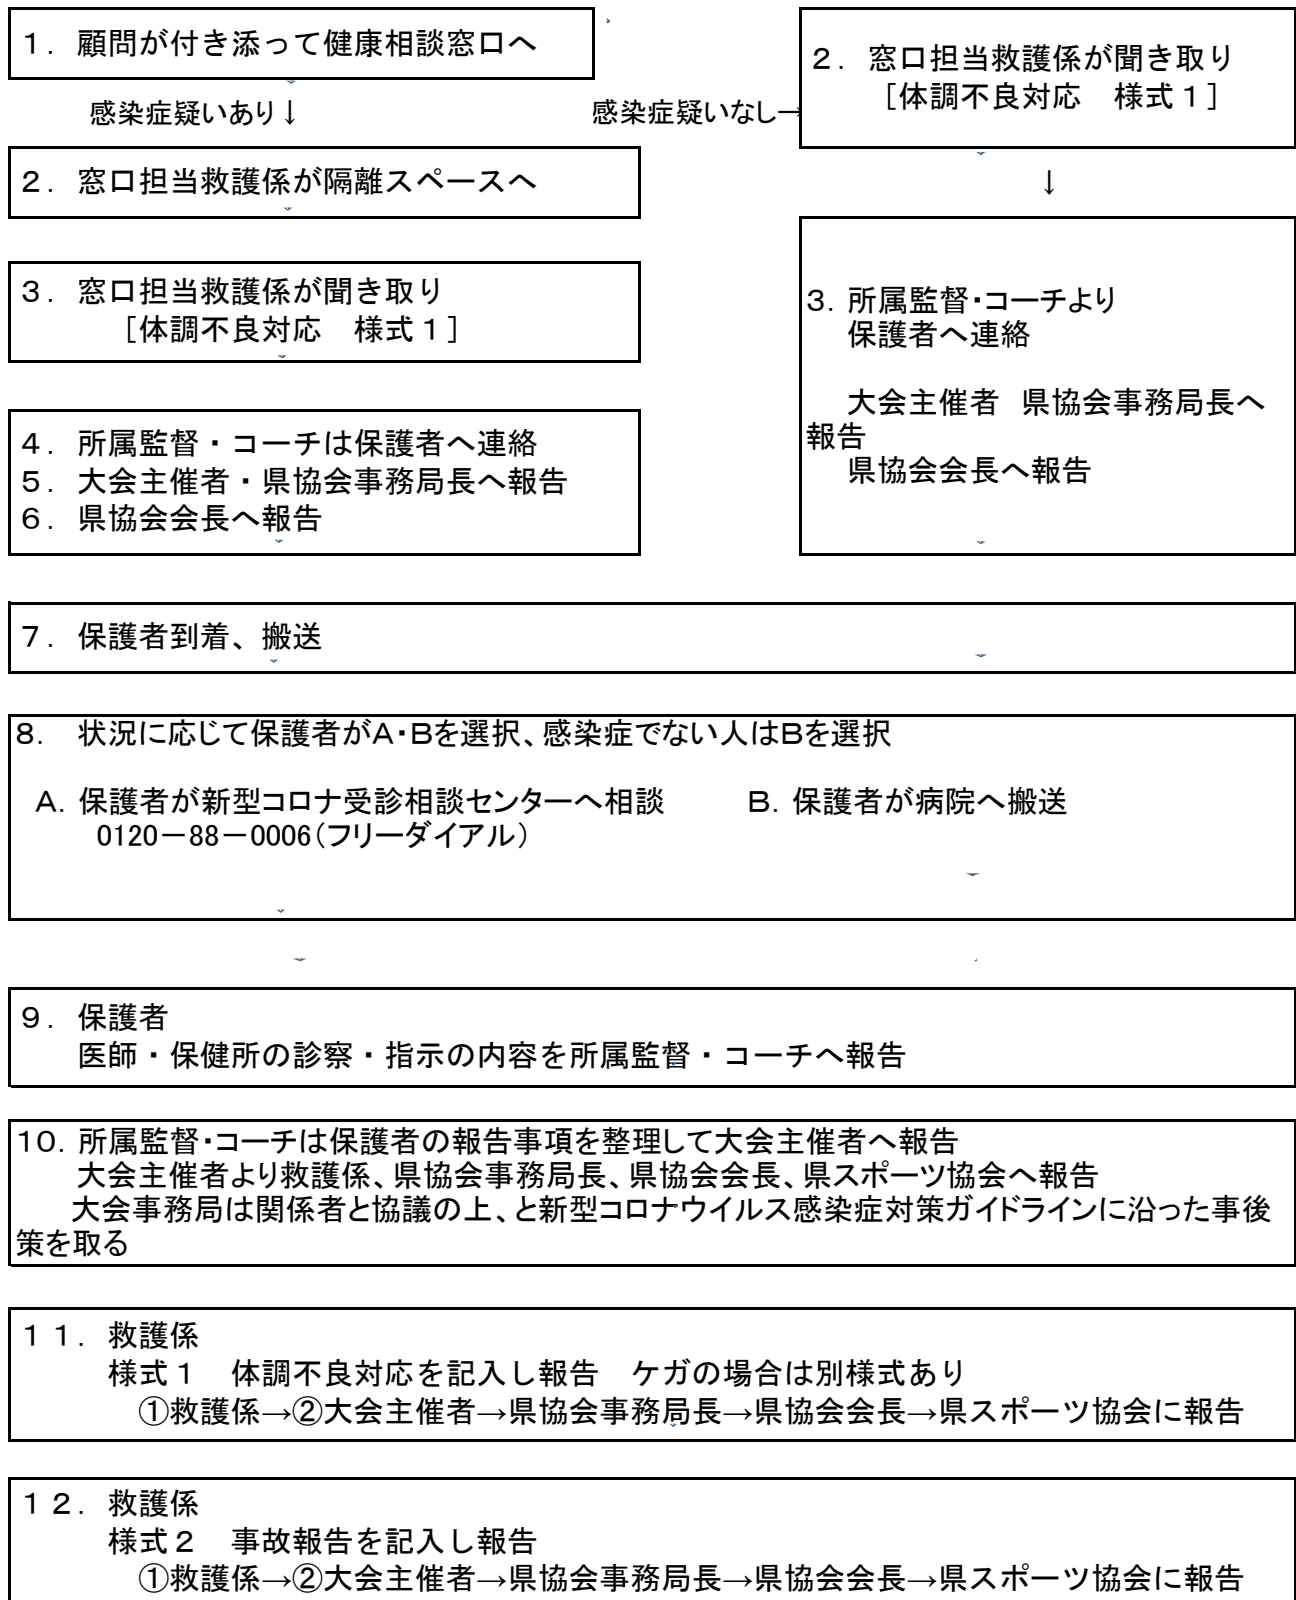 １．顧問が付き添って健康相談窓口へ
感染症疑いあり↓
感染症疑いなし→
２．窓口担当救護係が聞き取り
［体調不良対応　様式１］
２．窓口担当救護係が隔離スペースへ
↓
３．窓口担当救護係が聞き取り
［体調不良対応　様式１］
3. 所属監督・コーチより
保護者へ連絡
大会主催者　県協会事務局長へ
報告
県協会会長へ報告
４．所属監督・コーチは保護者へ連絡
５．大会主催者・県協会事務局長へ報告
６．県協会会長へ報告
７．保護者到着、搬送
8.　状況に応じて保護者がA・Bを選択、感染症でない人はBを選択
A. 保護者が新型コロナ受診相談センターへ相談　　B. 保護者が病院へ搬送
0120－88－0006（フリーダイアル）
９．保護者
医師・保健所の診察・指示の内容を所属監督・コーチへ報告
10. 所属監督・コーチは保護者の報告事項を整理して大会主催者へ報告
大会主催者より救護係、県協会事務局長、県協会会長、県スポーツ協会へ報告
大会事務局は関係者と協議の上、と新型コロナウイルス感染症対策ガイドラインに沿った事後
策を取る
１１．救護係
様式１　体調不良対応を記入し報告　ケガの場合は別様式あり
①救護係→②大会主催者→県協会事務局長→県協会会長→県スポーツ協会に報告
１２．救護係
様式２　事故報告を記入し報告
①救護係→②大会主催者→県協会事務局長→県協会会長→県スポーツ協会に報告